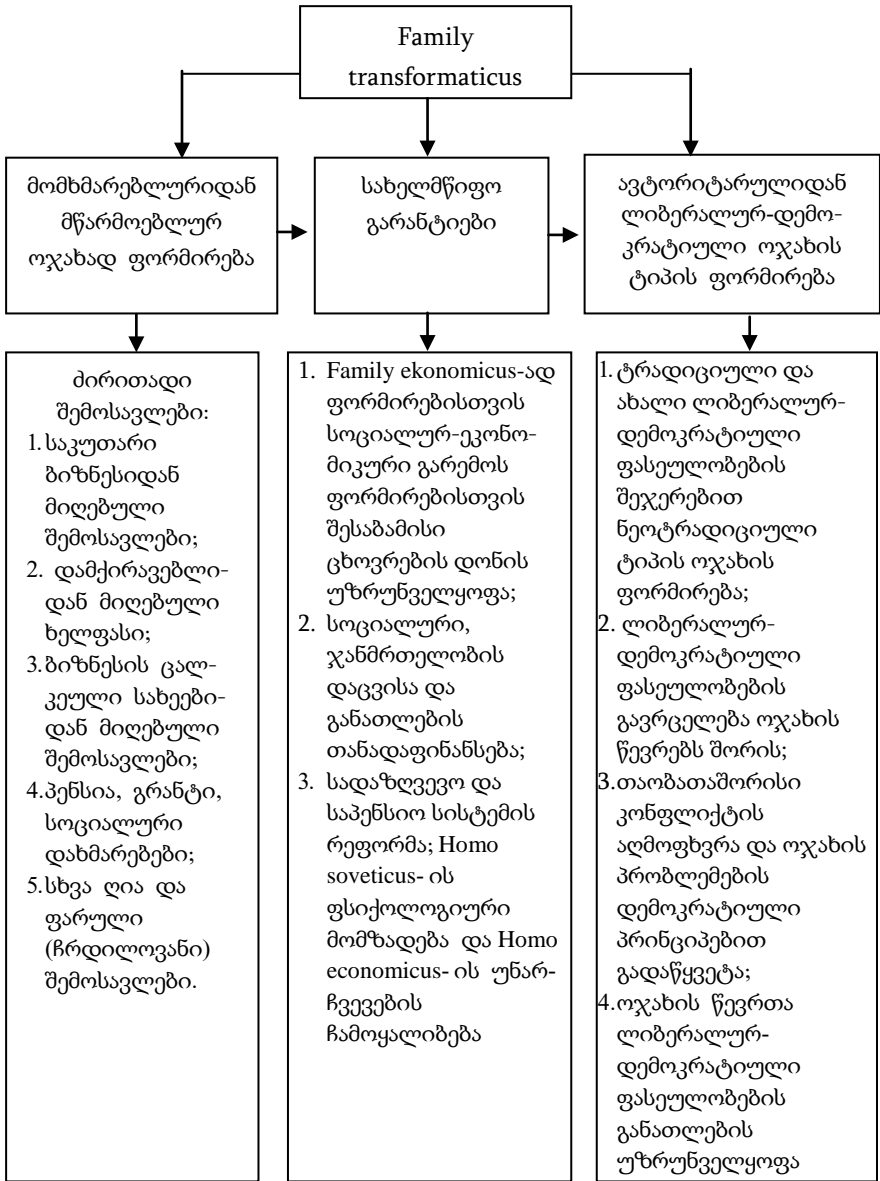 Family
transformaticus
მომხმარებლურიდან
მწარმოებლურ
ოჯახად ფორმირება
სახელმწიფო
გარანტიები
ავტორიტარულიდან
ლიბერალურ-დემო-
კრატიული ოჯახის
ტიპის ფორმირება
ძირითადი
შემოსავლები:
1. საკუთარი
ბიზნესიდან
მიღებული
შემოსავლები;
2. დამქირავებლი-
დან მიღებული
ხელფასი;
3. ბიზნესის ცალ-
კეული სახეები-
დან მიღებული
შემოსავლები;
4. პენსია, გრანტი,
სოციალური
დახმარებები;
5. სხვა ღია და
ფარული
(ჩრდილოვანი)
შემოსავლები.
1. Family ekonomicus-ად
ფორმირებისთვის
სოციალურ-ეკონო-
მიკური გარემოს
ფორმირებისთვის
შესაბამისი
ცხოვრების დონის
უზრუნველყოფა;
2. სოციალური,
ჯანმრთელობის
დაცვისა და
განათლების
თანადაფინანსება;
3. სადაზღვევო და
საპენსიო სისტემის
რეფორმა; Homo
soveticus- ის
ფსიქოლოგიური
მომზადება და Homo
economicus- ის უნარ-
ჩვევების
ჩამოყალიბება
1. ტრადიციული და
ახალი ლიბერალურ-
დემოკრატიული
ფასეულობების
შეჯერებით
ნეოტრადიციული
ტიპის ოჯახის
ფორმირება;
2. ლიბერალურ-
დემოკრატიული
ფასეულობების
გავრცელება ოჯახის
წევრებს შორის;
3. თაობათაშორისი
კონფლიქტის
აღმოფხვრა და ოჯახის
პრობლემების
დემოკრატიული
პრინციპებით
გადაწყვეტა;
4. ოჯახის წევრთა
ლიბერალურ-
დემოკრატიული
ფასეულობების
განათლების
უზრუნველყოფა